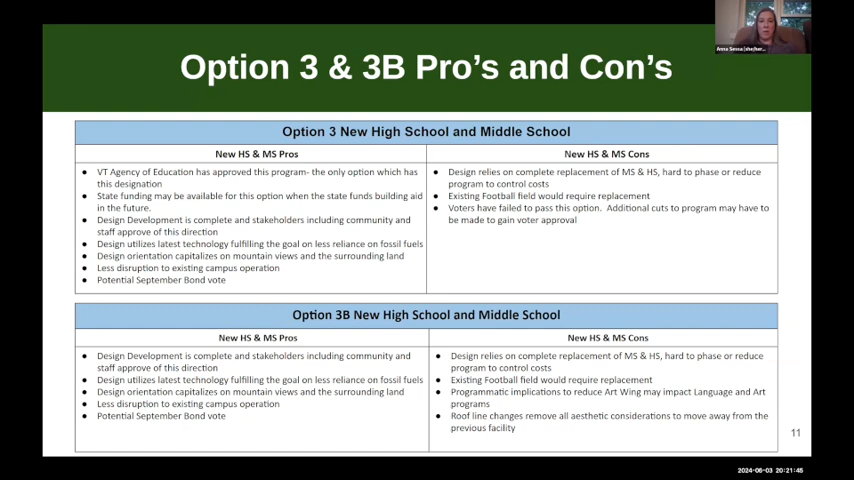 Option 3 & 3B Pro's and Con's
Option 3 New High School and Middle School
New HS & MS Pros
● VT Agency of Education has approved this program- the only option which has
this designation
● State funding may be available for this option when the state funds building aid
in the future.
● Design Development is complete and stakeholders including community and
staff approve of this direction
● Design utilizes latest technology fulfilling the goal on less reliance on fossil fuels
● Design orientation capitalizes on mountain views and the surrounding land
● Less disruption to existing campus operation
● Potential September Bond vote
New HS & MS Cons
● Design relies on complete replacement of MS & HS, hard to phase or reduce
program to control costs
● Existing Football field would require replacement
● Voters have failed to pass this option. Additional cuts to program may have to
be made to gain voter approval
Option 3B New High School and Middle School
New HS & MS Pros
● Design Development is complete and stakeholders including community and
staff approve of this direction
● Design utilizes latest technology fulfilling the goal on less reliance on fossil fuels
● Design orientation capitalizes on mountain views and the surrounding land
● Less disruption to existing campus operation
● Potential September Bond vote
New HS & MS Cons
● Design relies on complete replacement of MS & HS, hard to phase or reduce
program to control costs
● Existing Football field would require replacement
● Programmatic implications to reduce Art Wing may impact Language and Art
programs
● Roof line changes remove all aesthetic considerations to move away from the
previous facility
11
2024-06-03 20:21:45